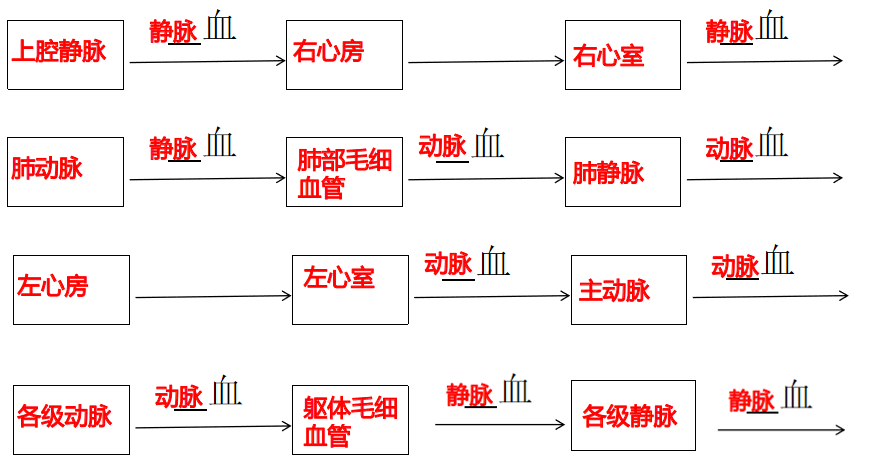 静脉血 静脉血
上腔静脉 右心房 右心室
静脉血 动脉血 动脉血
肺动脉 肺部毛细 肺静脉
血管
动脉血 动脉血
左心房 左心室 主动脉
动脉血 静脉血 静脉血
各级动脉 躯体毛细 各级静脉
血管